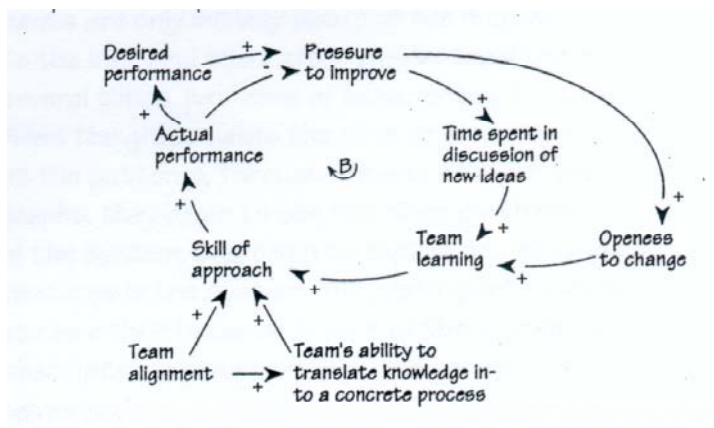 Desired
performance
+
Pressure
to improve
-
+
Actual
performance
+
Time spent in
discussion of
new Ideas
B
+
+
+
Skill of
approach
Team
learning
Openess
to change
+
+
+
+
Team
alignment
+
Team's ability to
translate knowledge in-
to a concrete process